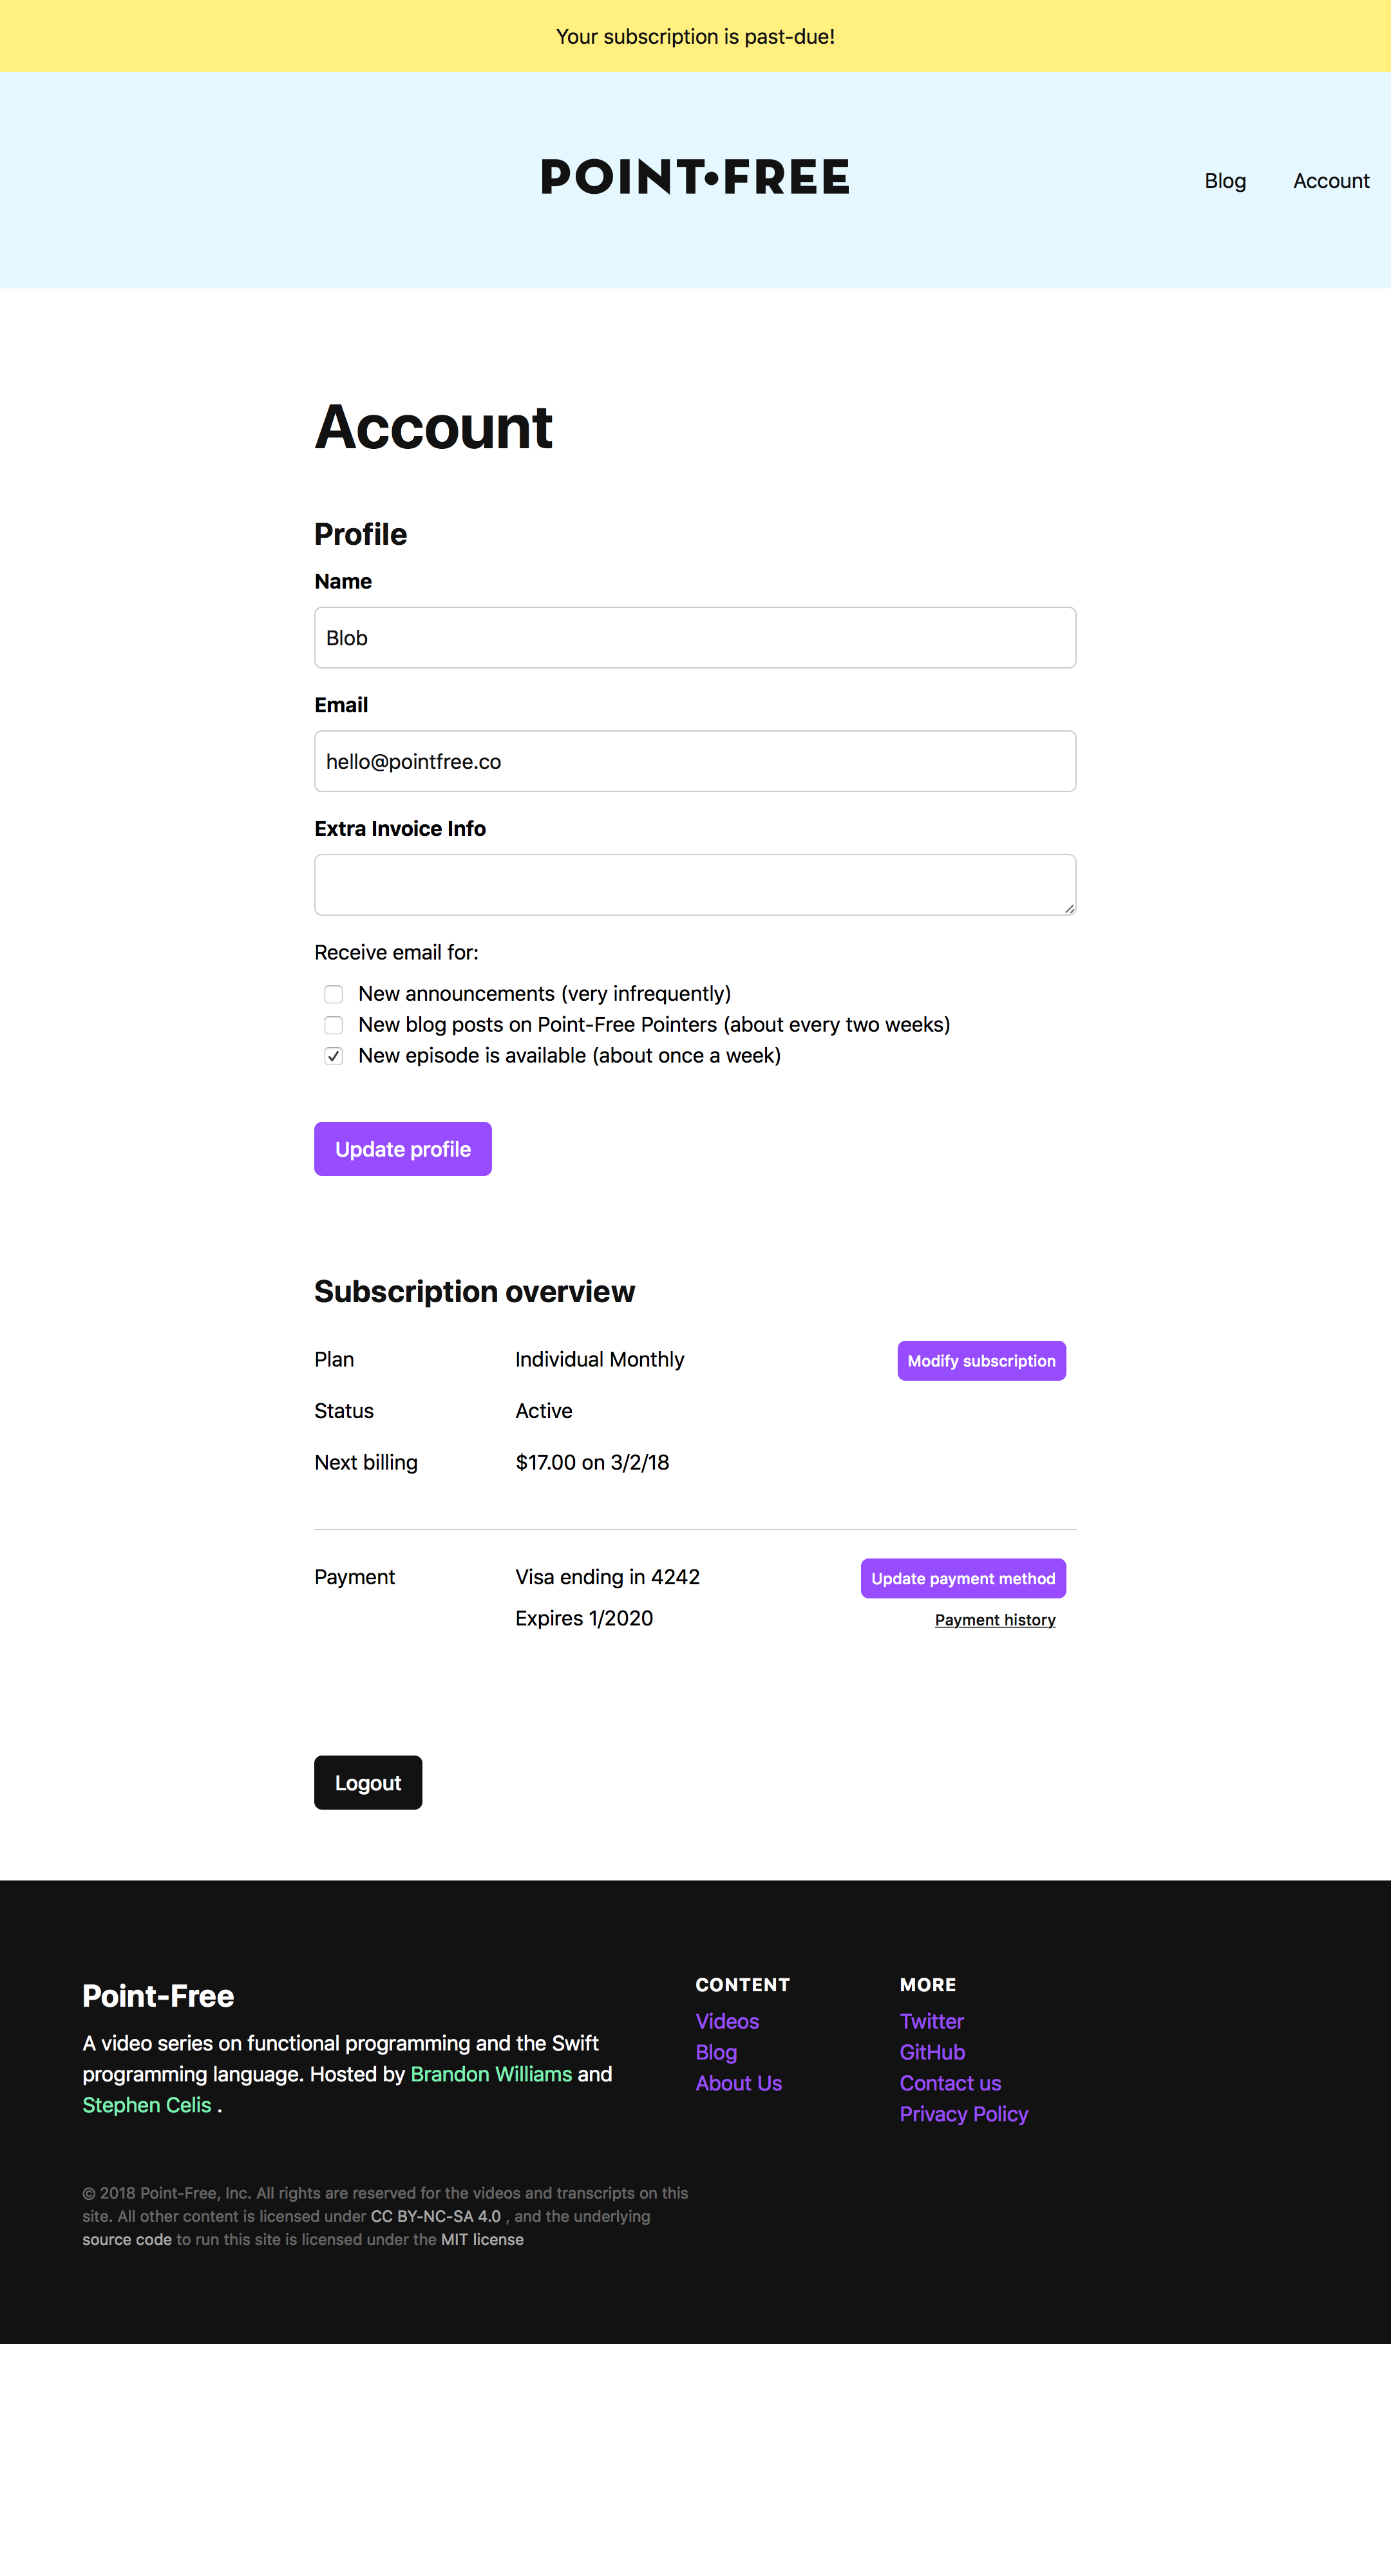 Your subscription is past-due!
POINT•FREE
Blog
Account
Account
Profile
Name
Blob
Email
hello@pointfree.co
Extra Invoice Info
Receive email for:
New announcements (very infrequently)
New blog posts on Point-Free Pointers (about every two weeks)
New episode is available (about once a week)
Update profile
Subscription overview
Plan
Individual Monthly
Modify subscription
Status
Active
Next billing
$17.00 on 3/2/18
Payment
Visa ending in 4242
Update payment method
Expires 1/2020
Payment history
Logout
Point-Free
A video series on functional programming and the Swift
programming language. Hosted by Brandon Williams and
Stephen Celis .
CONTENT
Videos
Blog
About Us
MORE
Twitter
GitHub
Contact us
Privacy Policy
© 2018 Point-Free, Inc. All rights are reserved for the videos and transcripts on this
site. All other content is licensed under CC BY-NC-SA 4.0 , and the underlying
source code to run this site is licensed under the MIT license